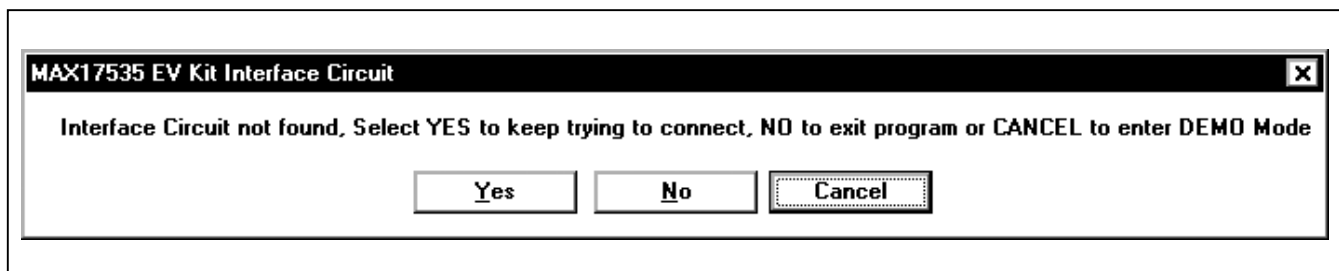 MAX17535 EV Kit Interface Circuit
Interface Circuit not found, Select YES to keep trying to connect, NO to exit program or CANCEL to enter DEMO Mode
Yes No Cancel